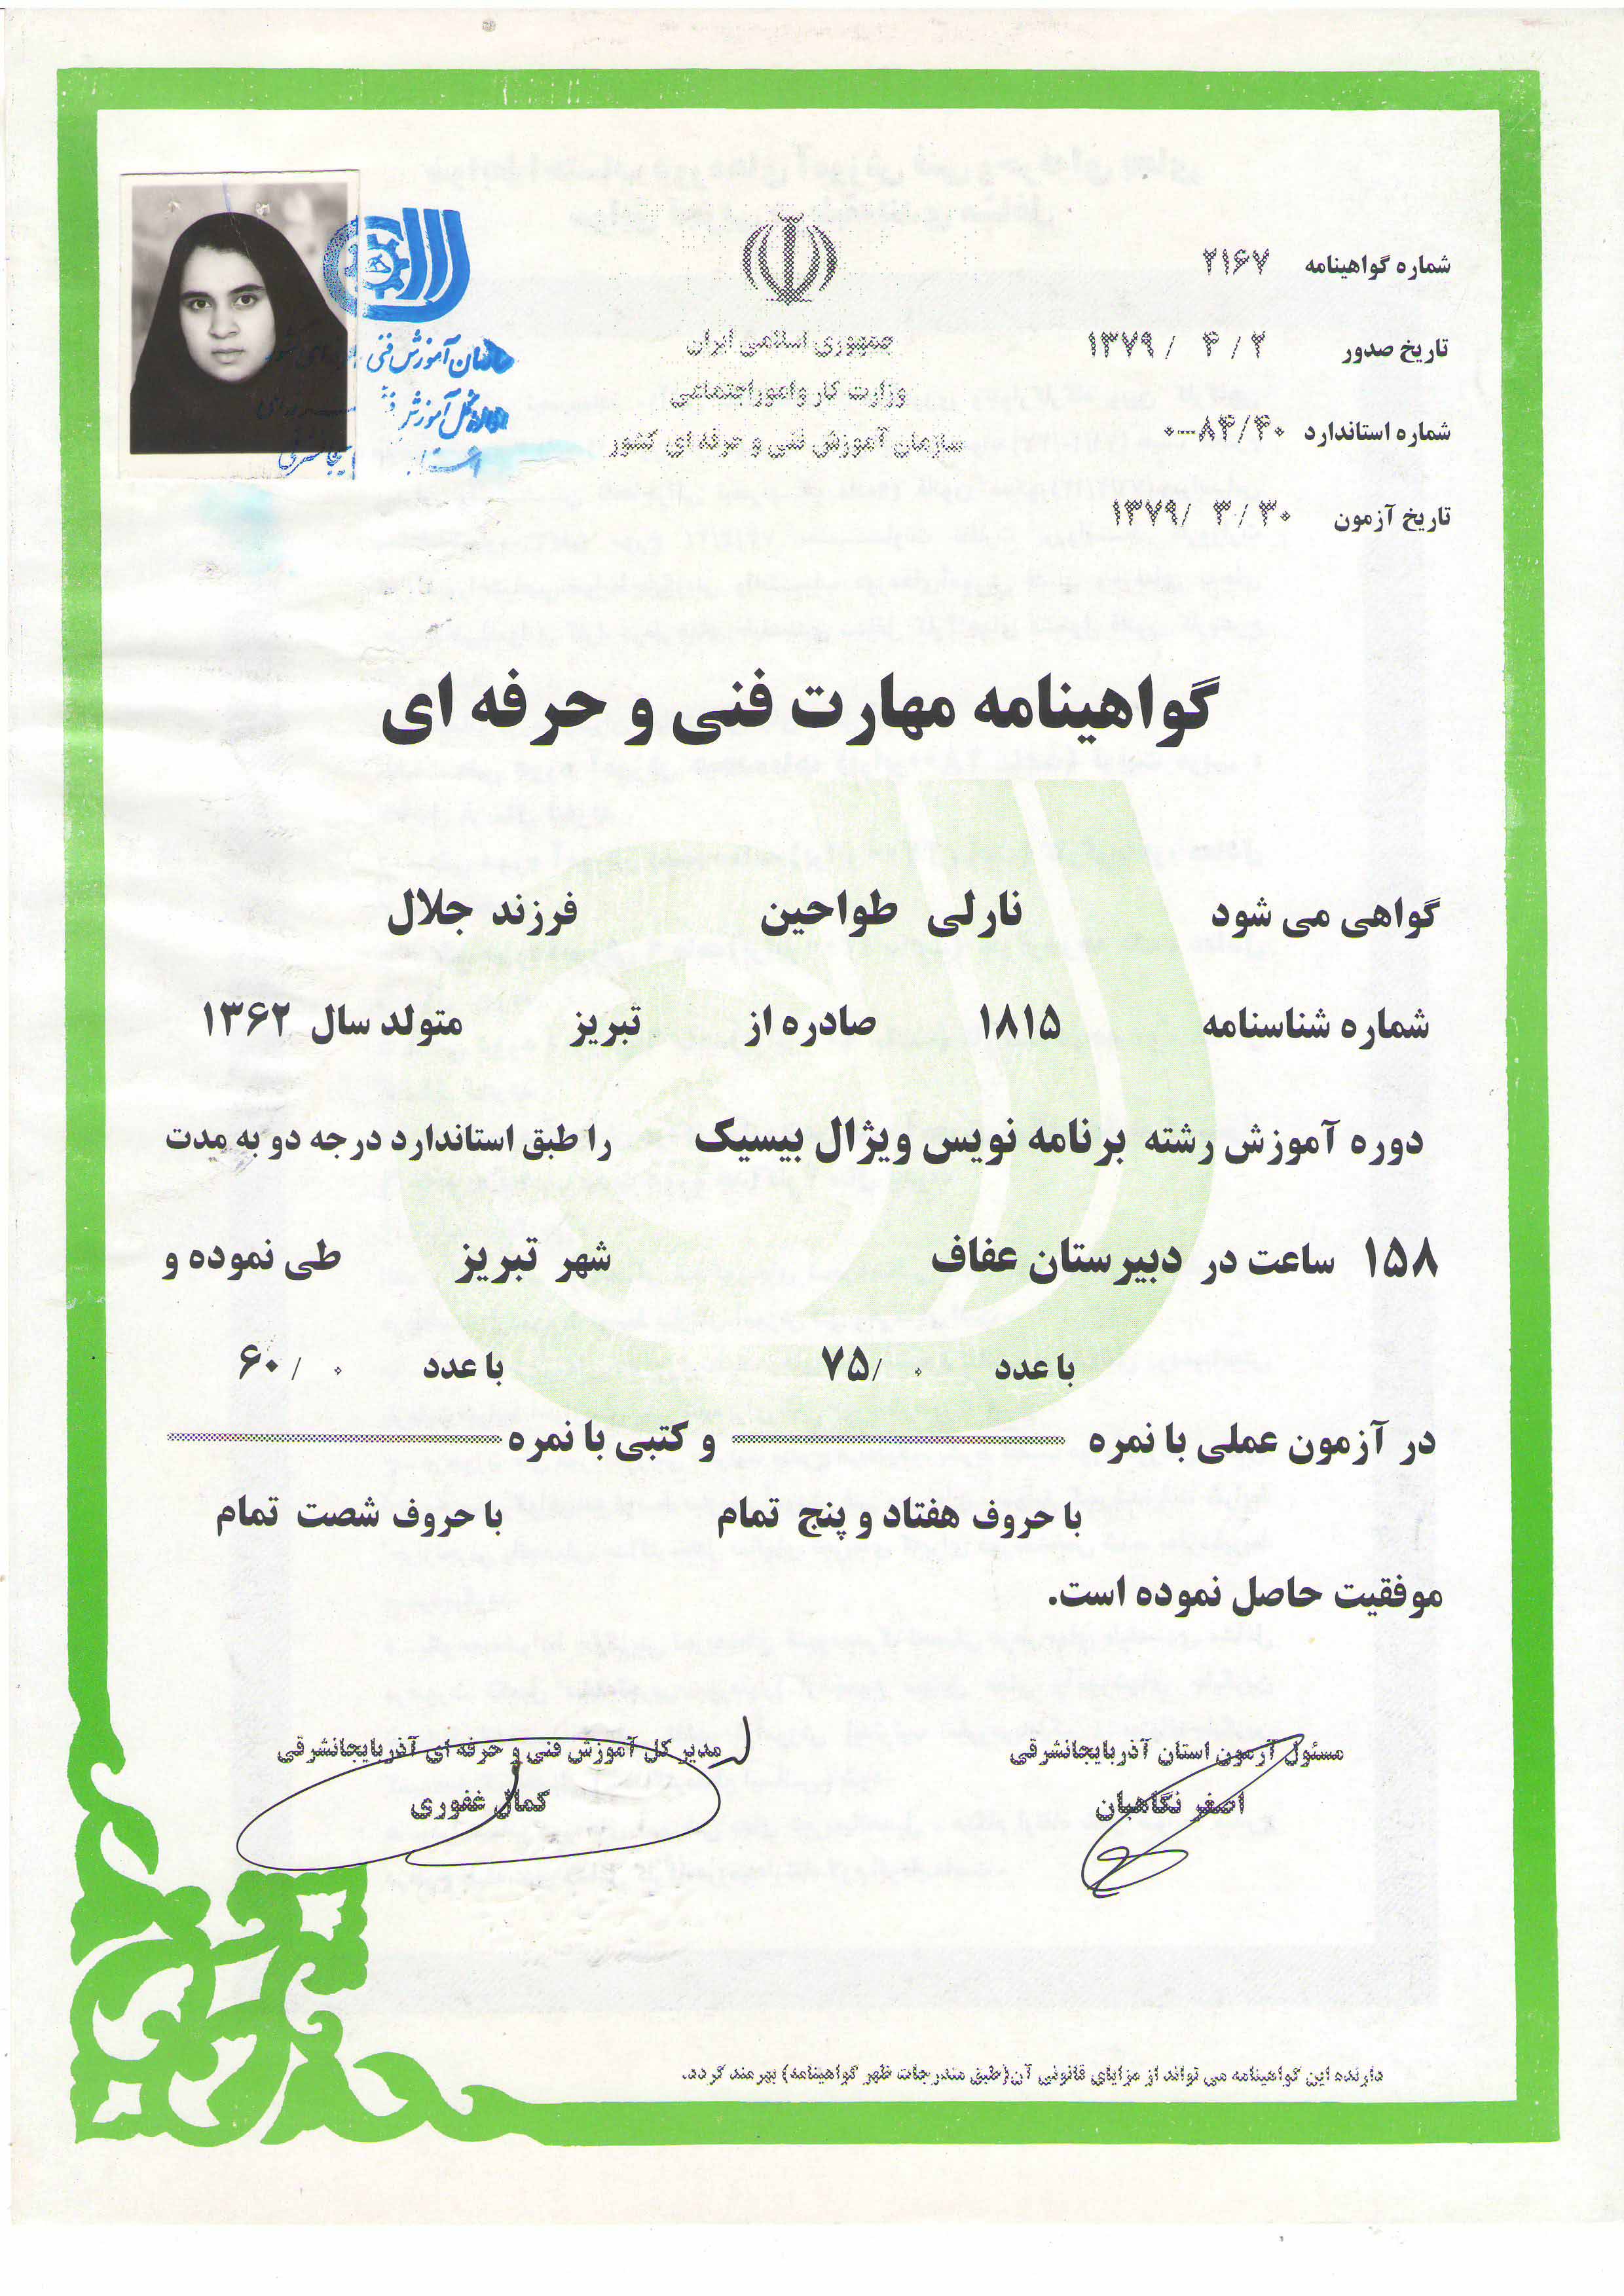 شماره گواهینامه ۲۱۶۷
تاریخ صدور ۱۳۷۹/ ۴ / ۲
شماره استاندارد ۰-۸۴/۴۰
تاریخ آزمون ۱۳۷۹/ ۳ / ۳۰
جمهوری اسلامی ایران
وزارت کار و امور اجتماعی
سازمان آموزش فنی و حرفه ای کشور
سازمان آموزش فنی
اداره کل آموزش
استان
گواهینامه مهارت فنی و حرفه ای
گواهی می شود نارلی طواحین فرزند جلال
شماره شناسنامه ۱۸۱۵ صادره از تبریز متولد سال ۱۳۶۲
دوره آموزش رشته برنامه نویس ویژال بیسیک را طبق استاندارد درجه دو به مدت
۱۵۸ ساعت در دبیرستان عفاف شهر تبریز طی نموده و
با عدد ۷۵/۰ با عدد ۶۰/۰
در آزمون عملی با نمره و کتبی با نمره
با حروف هفتاد و پنج تمام با حروف شصت تمام
موفقیت حاصل نموده است.
مسئول آزمون استان آذربایجانشرقی مدیر کل آموزش فنی و حرفه ای آذربایجانشرقی
اصغر نگاهبان کمال غفوری
دارنده این گواهینامه می تواند از مزایای قانونی آن(طبق مندرجات ظهر گواهینامه) بهرمند گردد.